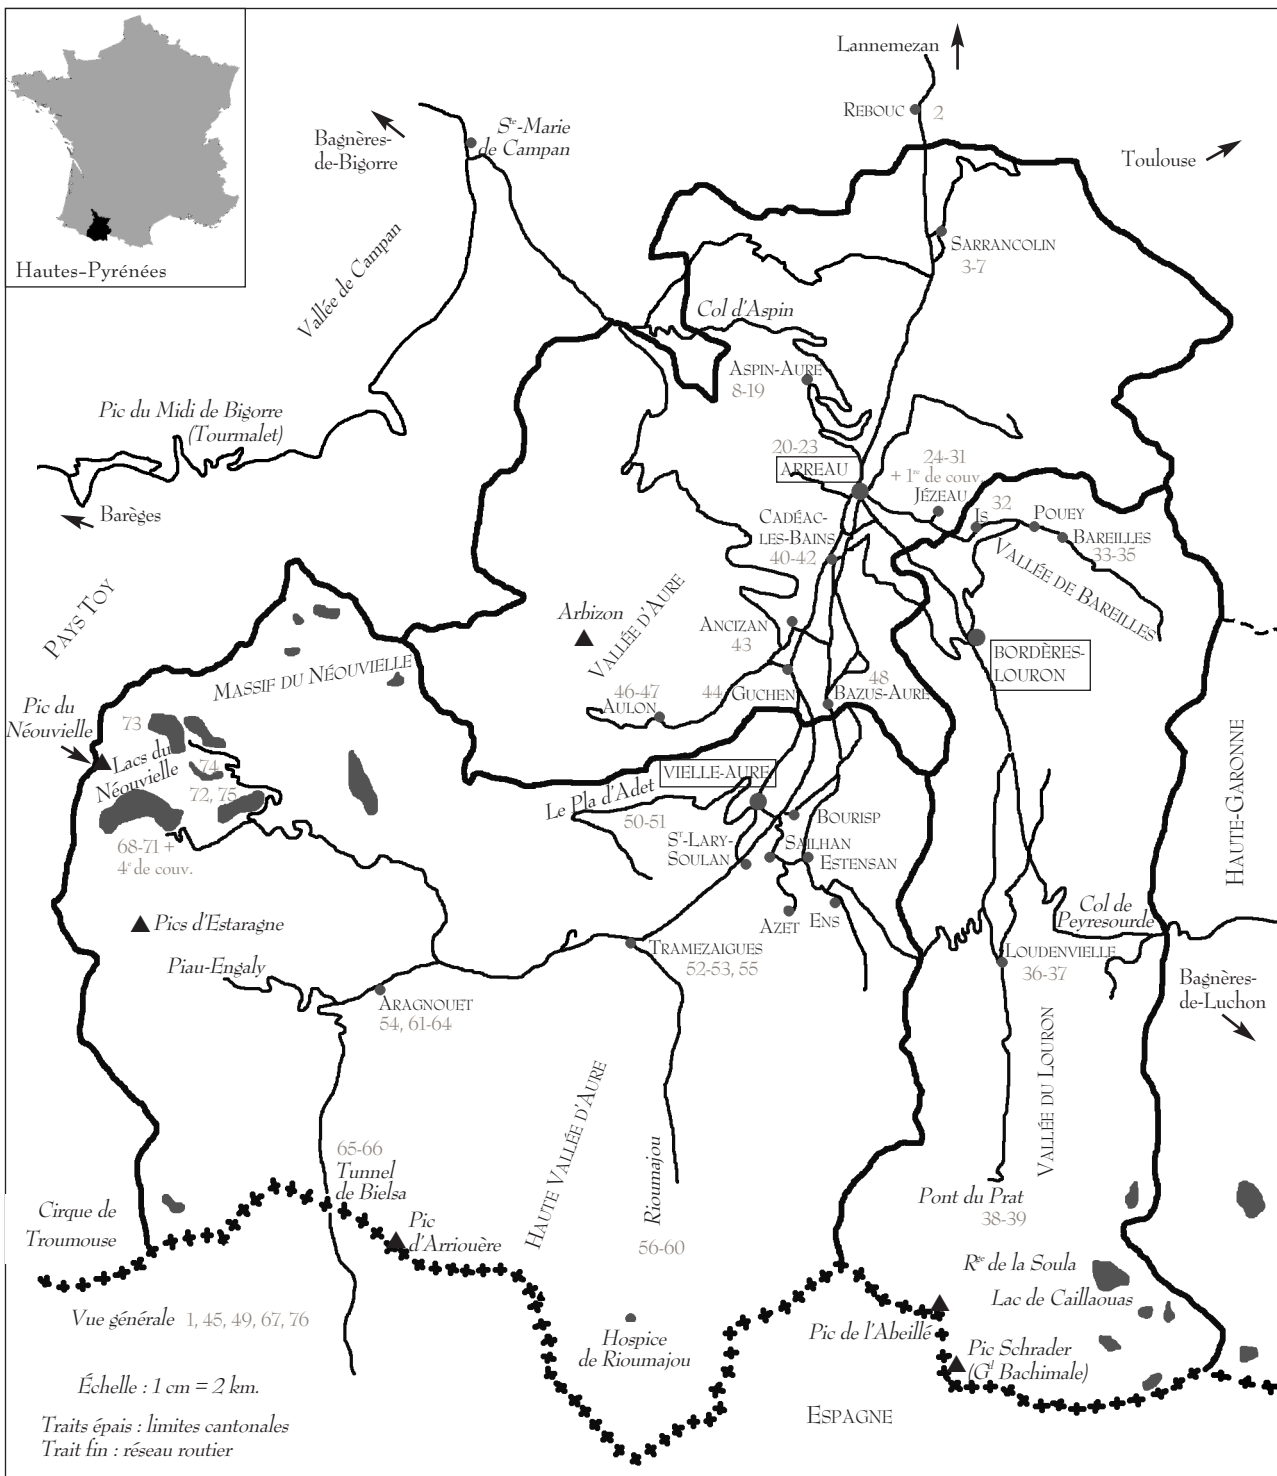 Lannemezan
Rebouc
2
Hautes-Pyrénées
Bagnères-
de-Bigorre
Ste-Marie
de Campan
Toulouse
Sarrancolin
3-7
Vallée de Campan
Col d'Aspin
Aspin-Aure
8-19
Pic du Midi de Bigorre
(Tourmalet)
Barèges
20-23
ARREAU
24-31
+ 1re de couv.
Jézeau
Is
32
Pouey
Bareilles
33-35
Vallée de Bareilles
Cadéac-
les-Bains
40-42
Pays Toy
Arbizon
Vallée d'Aure
Ancizan
43
BORDÈRES-
LOURON
Massif du Néouvielle
46-47
Aulon
44
Guchen
48
Bazus-Aure
Pic du
Néouvielle
73
Lacs du
Néouvielle
74
72, 75
68-71 +
4e de couv.
VIELLE-AURE
Le Pla d'Adet
50-51
Bourisp
St-Lary-
Soulan
Sailhan
Estensan
Azet
Ens
Haute-Garonne
Col de
Peyresourde
Loudenvielle
36-37
Bagnères-
de-Luchon
Pics d'Estaragne
Piau-Engaly
Tramezaigues
52-53, 55
Aragnouet
54, 61-64
Haute Vallée d'Aure
Vallée du Louron
65-66
Tunnel
de Bielsa
Rioumajou
56-60
Pont du Prat
38-39
Cirque de
Troumouse
Pic
d'Arriouère
Rge de la Soula
Lac de Caillaouas
Vue générale 1, 45, 49, 67, 76
Hospice
de Rioumajou
Pic de l'Abeillé
Pic Schrader
(Gd Bachimale)
Échelle : 1 cm = 2 km.
Espagne
Traits épais : limites cantonales
Trait fin : réseau routier